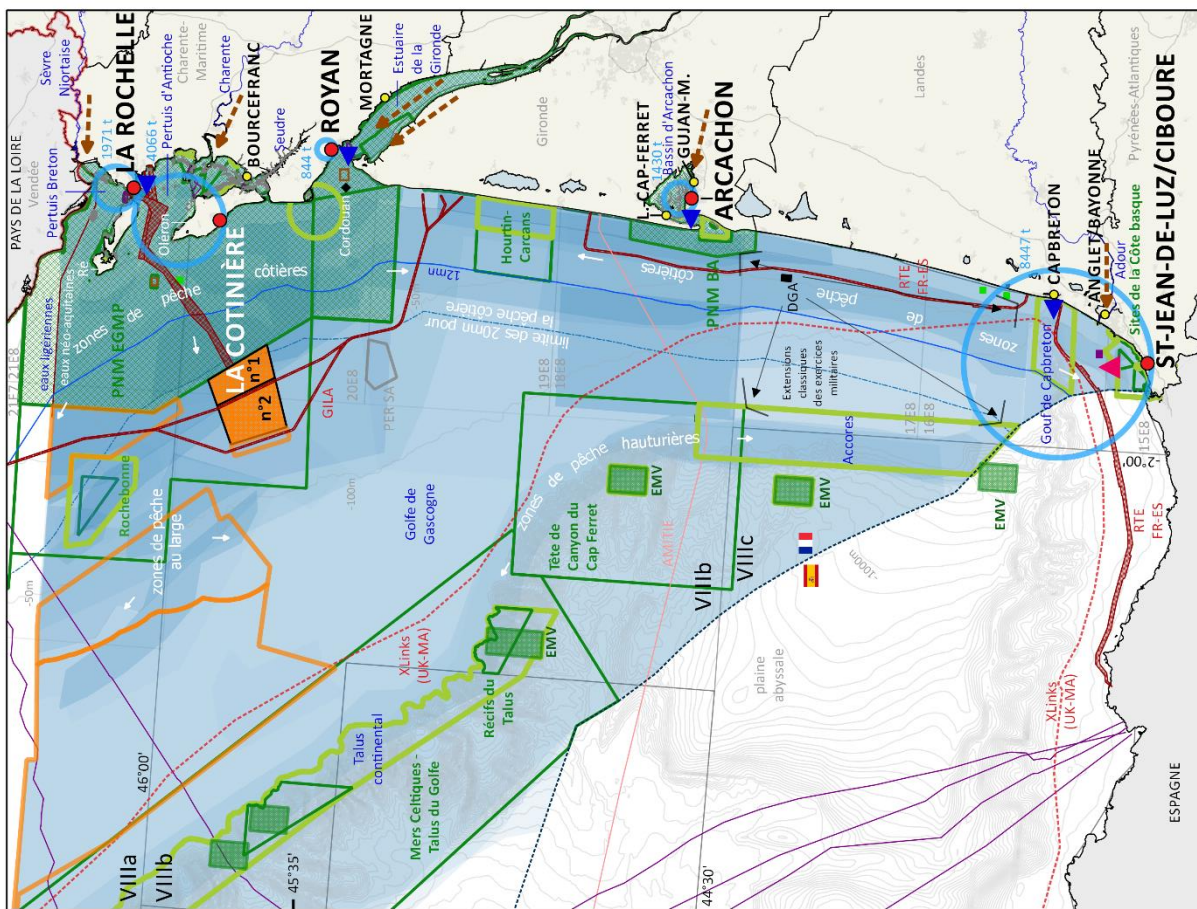 PAYS DE LA LOIRE
Vendée
Sèvre
Niortaise
Pertuis Breton
1971 t
LA ROCHELLE
4066 t
Pertuis d'Antioche
Charente-
Maritime
Charente
BOURCEFRANC
Seudre
ROYAN
844 t
MORTAGNE
Estuaire
de la
Gironde
Gironde
L.CAP-FERRET
1430 t
Bassin d'Arcachon
GUJAN-M.
ARCACHON
Landes
8447 t
CAPBRETON
ANGLET/BAYONNE
Adour
Pyrénées-Atlantiques
Sites de la Côte basque
ST-JEAN-DE-LUZ/CIBOURE
21F7/21E8
eaux ligériennes
eaux néo-aquitaines
Ré
Oléron
LA COTINIÈRE
zones de pêche côtières
PNM EGMP
Cordouan
12mn
n°1
n°2
GILA
20E8
PER-SA
limite des 20mn pour
la pêche côtière
Hourtin-
Carcans
19E8
18E8
PNM BA
zones de pêche côtières
RTE
FR-ES
DGA
Extensions
classiques
des exercices
militaires
17E8
16E8
Gouf de Capbreton
15E8
-2°00'
Rochebonne
-50m
zones de pêche
au large
-100m
Golfe de
Gascogne
zones de pêche hauturières
Accores
EMV
EMV
EMV
Tête de
Canyon du
Cap Ferret
AMITIE
VIIIb
VIIIc
-1000m
RTE
FR-ES
XLinks
(UK-MA)
EMV
Récifs du
Talus
Talus
continental
Mers Celtiques -
Talus du Golfe
46°00'
VIIIa
VIIIb
45°35'
44°30'
plaine
abyssale
XLinks
(UK-MA)
ESPAGNE